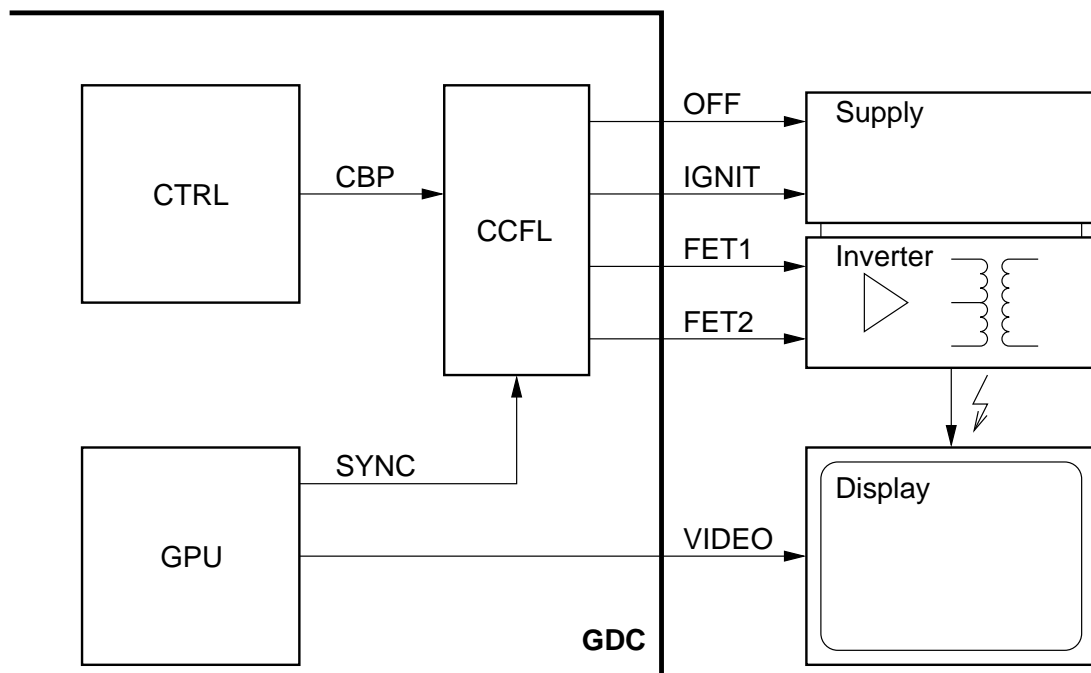 OFF
Supply
CTRL
CBP
CCFL
IGNIT
FET1
Inverter
FET2
SYNC
Display
GPU
VIDEO
GDC